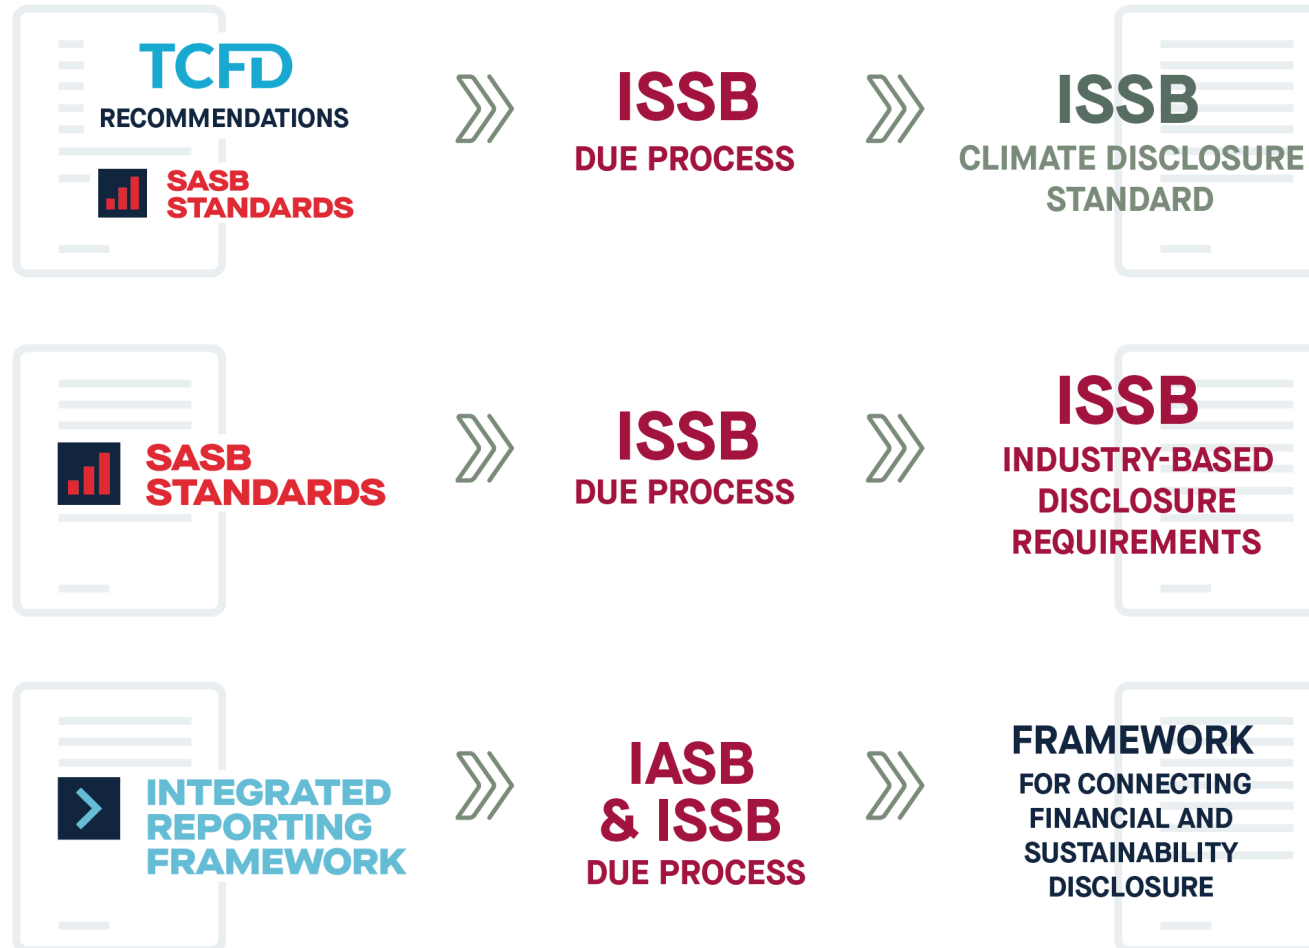 TCFD
RECOMMENDATIONS
SASB
STANDARDS
ISSB
DUE PROCESS
ISSB
CLIMATE DISCLOSURE
STANDARD
SASB
STANDARDS
ISSB
DUE PROCESS
ISSB
INDUSTRY-BASED
DISCLOSURE
REQUIREMENTS
INTEGRATED
REPORTING
FRAMEWORK
IASB
& ISSB
DUE PROCESS
FRAMEWORK
FOR CONNECTING
FINANCIAL AND
SUSTAINABILITY
DISCLOSURE